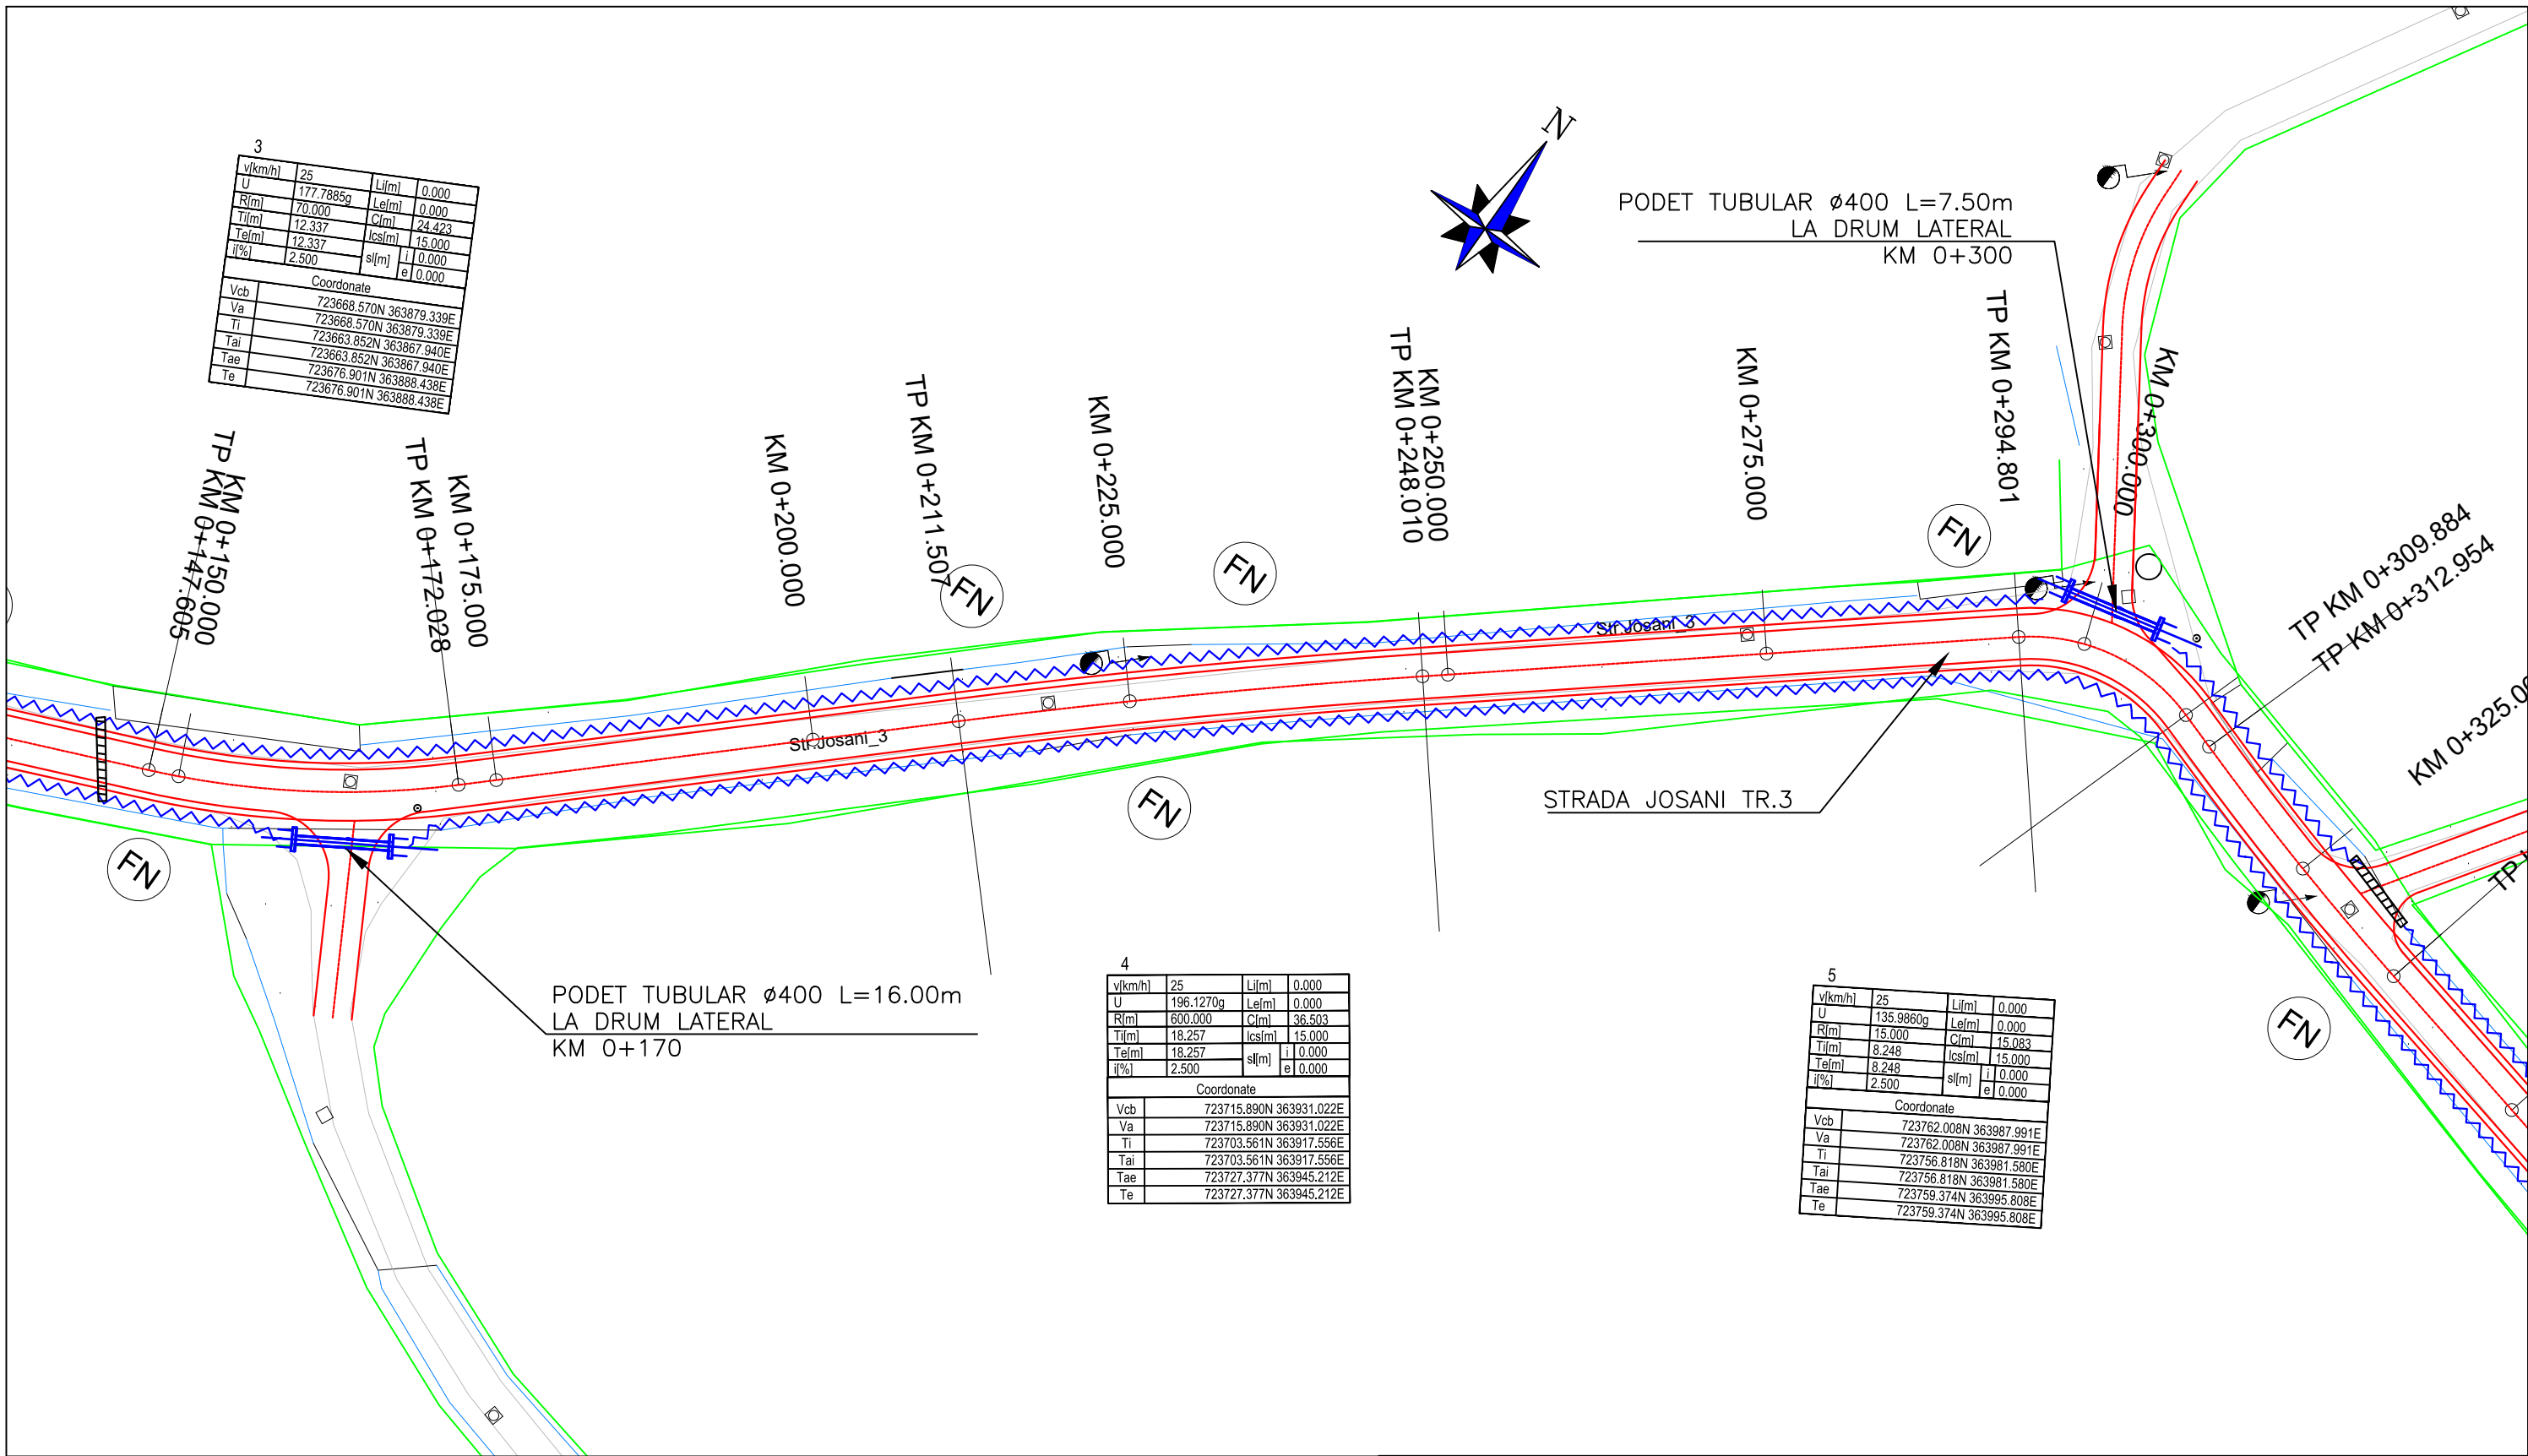 N
3
v[km/h] 25 Li[m] 0.000
U 177.7885g Le[m] 0.000
R[m] 70.000 C[m] 24.423
Ti[m] 12.337 lcs[m] 15.000
Te[m] 12.337 sl[m] i 0.000
i[%] 2.500 e 0.000
Coordonate
Vcb 723668.570N 363879.339E
Va 723668.570N 363879.339E
Ti 723663.852N 363867.940E
Tai 723663.852N 363867.940E
Tae 723676.901N 363888.438E
Te 723676.901N 363888.438E
PODET TUBULAR ø400 L=7.50m
LA DRUM LATERAL
KM 0+300
TP KM 0+147.605
KM 0+150.000
TP KM 0+172.028
KM 0+175.000
KM 0+200.000
TP KM 0+211.507
KM 0+225.000
TP KM 0+248.010
KM 0+250.000
KM 0+275.000
TP KM 0+294.801
KM 0+300.000
TP KM 0+309.884
TP KM 0+312.954
KM 0+325.0
TP
FN
FN
FN
FN
FN
FN
Str.Josani_3
Str.Josani_3
STRADA JOSANI TR.3
PODET TUBULAR ø400 L=16.00m
LA DRUM LATERAL
KM 0+170
4
v[km/h] 25 Li[m] 0.000
U 196.1270g Le[m] 0.000
R[m] 600.000 C[m] 36.503
Ti[m] 18.257 lcs[m] 15.000
Te[m] 18.257 sl[m] i 0.000
i[%] 2.500 e 0.000
Coordonate
Vcb 723715.890N 363931.022E
Va 723715.890N 363931.022E
Ti 723703.561N 363917.556E
Tai 723703.561N 363917.556E
Tae 723727.377N 363945.212E
Te 723727.377N 363945.212E
5
v[km/h] 25 Li[m] 0.000
U 135.9860g Le[m] 0.000
R[m] 15.000 C[m] 15.083
Ti[m] 8.248 lcs[m] 15.000
Te[m] 8.248 sl[m] i 0.000
i[%] 2.500 e 0.000
Coordonate
Vcb 723762.008N 363987.991E
Va 723762.008N 363987.991E
Ti 723756.818N 363981.580E
Tai 723756.818N 363981.580E
Tae 723759.374N 363995.808E
Te 723759.374N 363995.808E